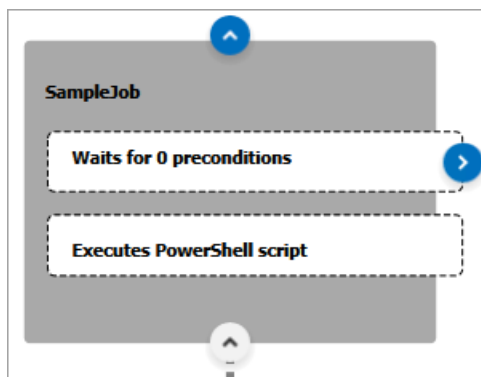 SampleJob
Waits for 0 preconditions
Executes PowerShell script